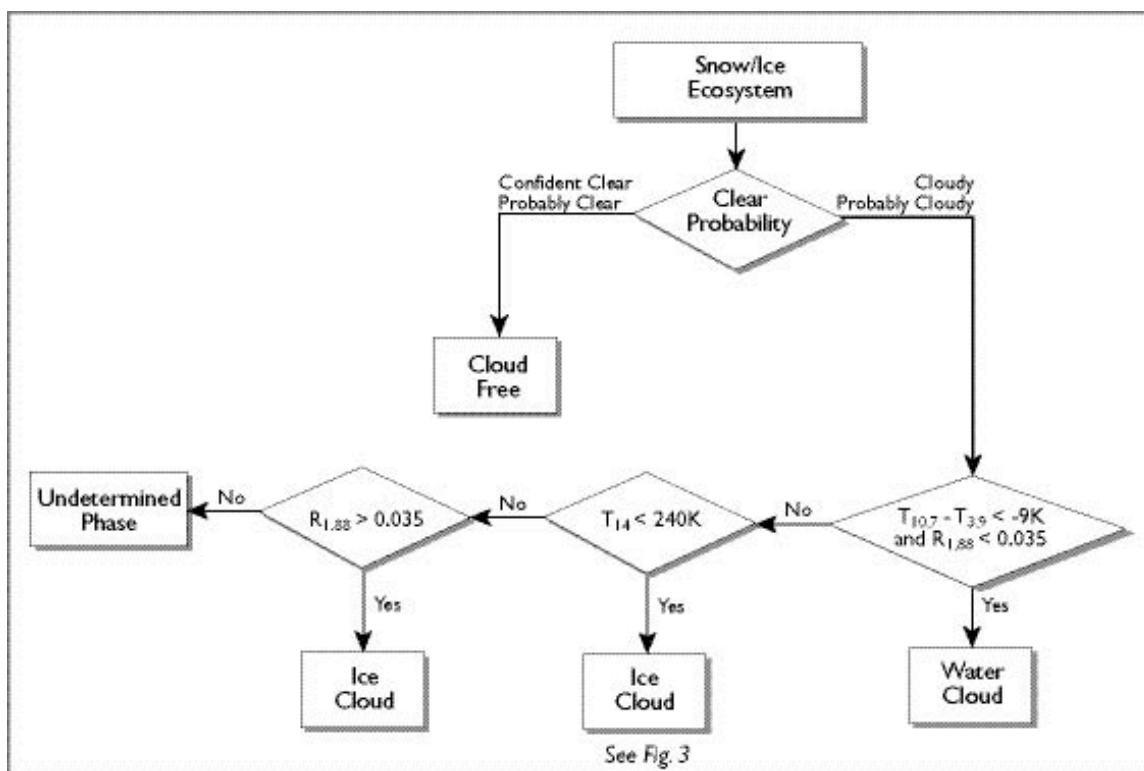 Snow/Ice
Ecosystem
Confident Clear
Probably Clear
Clear
Probability
Cloudy
Probably Cloudy
Cloud
Free
Undetermined
Phase
No
R1.88 > 0.035
No
T14 < 240K
No
T10.7 - T3.9 < -9K
and R1.88 < 0.035
Yes
Yes
Yes
Ice
Cloud
Ice
Cloud
Water
Cloud
See Fig. 3